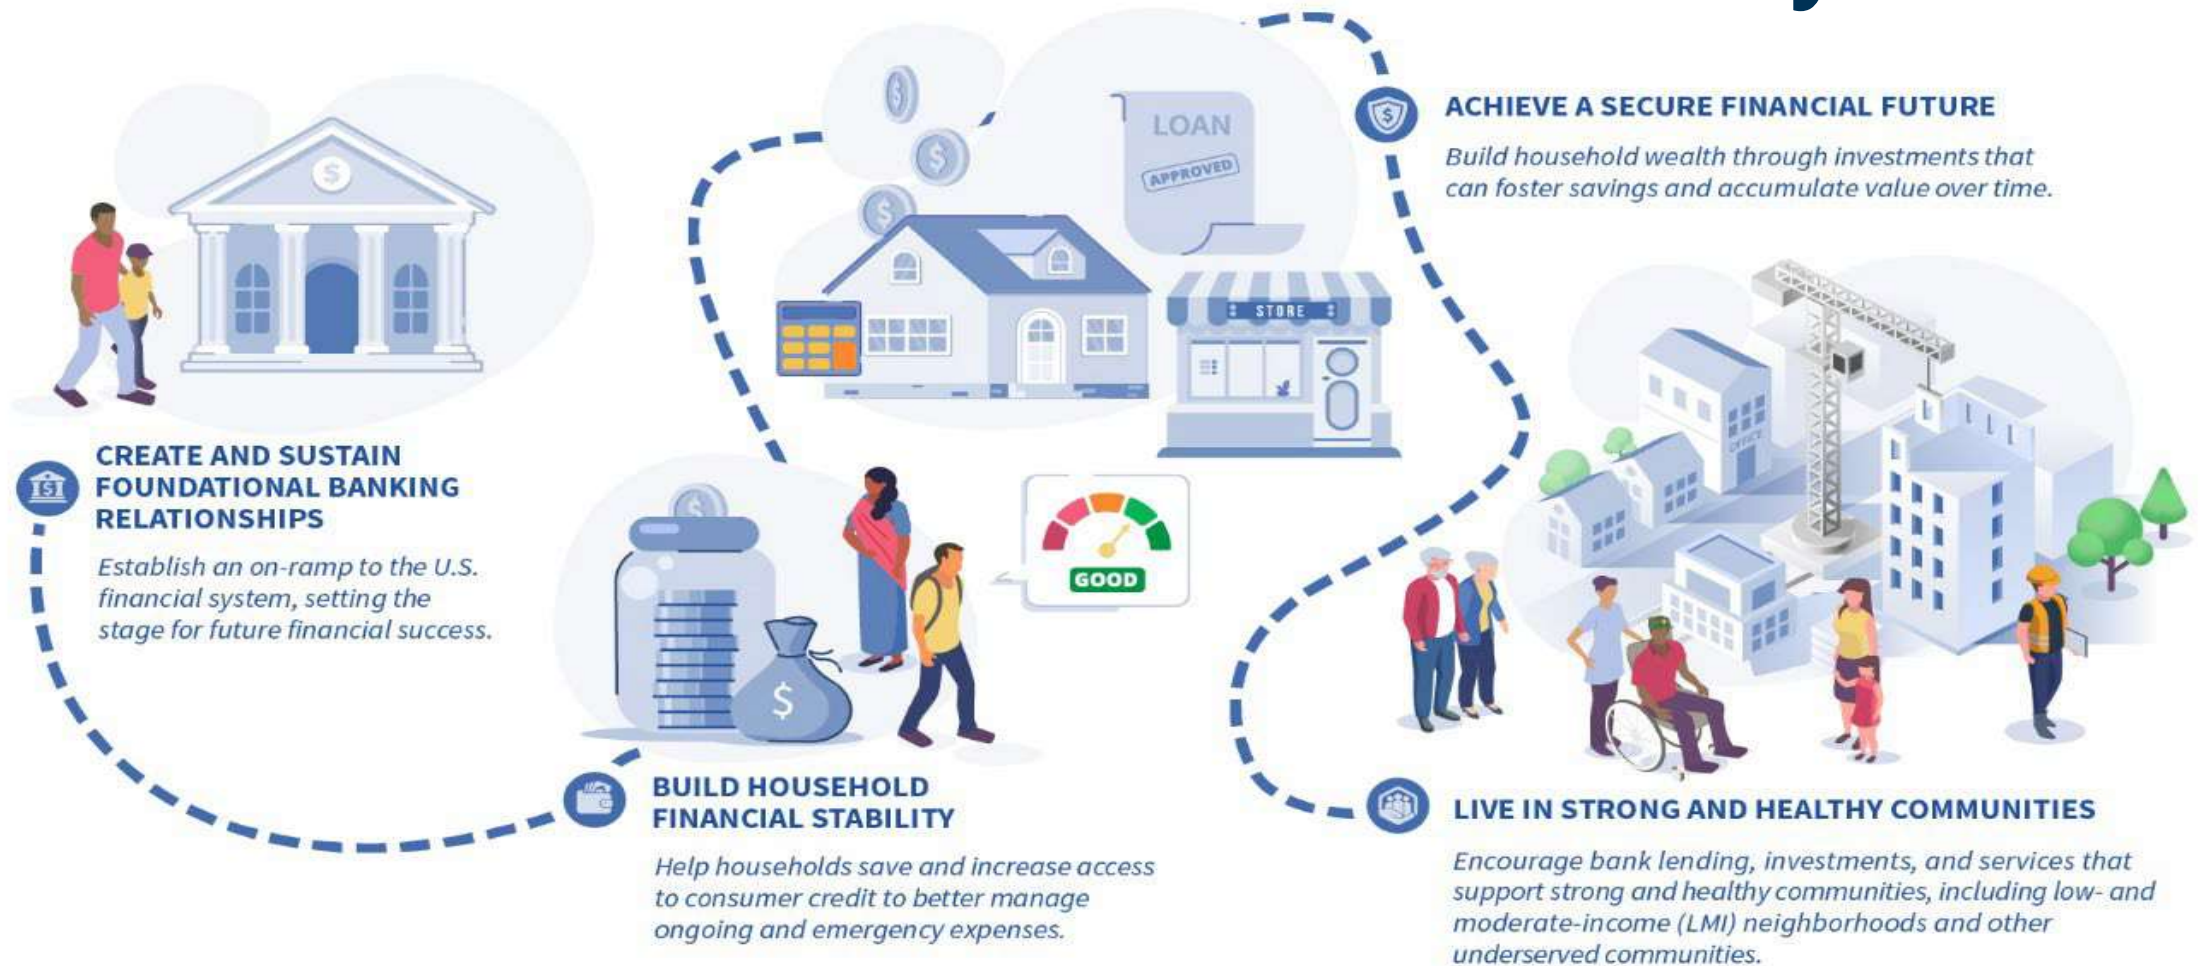 CREATE AND SUSTAIN
FOUNDATIONAL BANKING
RELATIONSHIPS
Establish an on-ramp to the U.S.
financial system, setting the
stage for future financial success.
$
BUILD HOUSEHOLD
FINANCIAL STABILITY
Help households save and increase access
to consumer credit to better manage
ongoing and emergency expenses.
$
$
GOOD
$
$
$
LOAN
APPROVED
STORE
ACHIEVE A SECURE FINANCIAL FUTURE
Build household wealth through investments that
can foster savings and accumulate value over time.
LIVE IN STRONG AND HEALTHY COMMUNITIES
Encourage bank lending, investments, and services that
support strong and healthy communities, including low- and
moderate-income (LMI) neighborhoods and other
underserved communities.